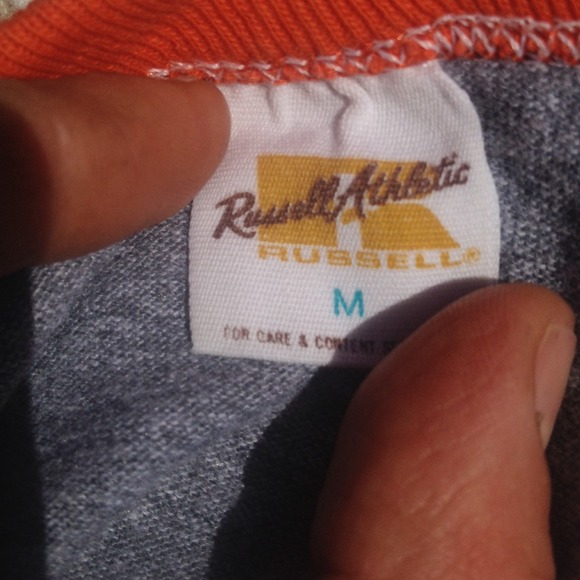 Russell Athletic
RUSSELL®
M
FOR CARE & CONTENT